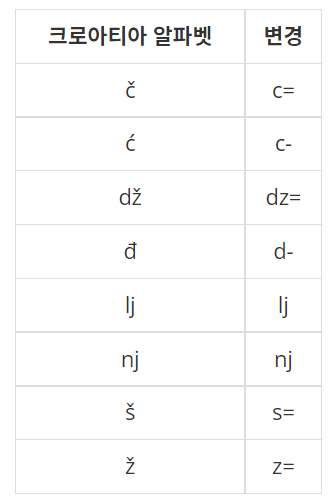 크로아티아 알파벳 변경
č c=
ć c-
dž dz=
đ d-
lj lj
nj nj
š s=
ž z=